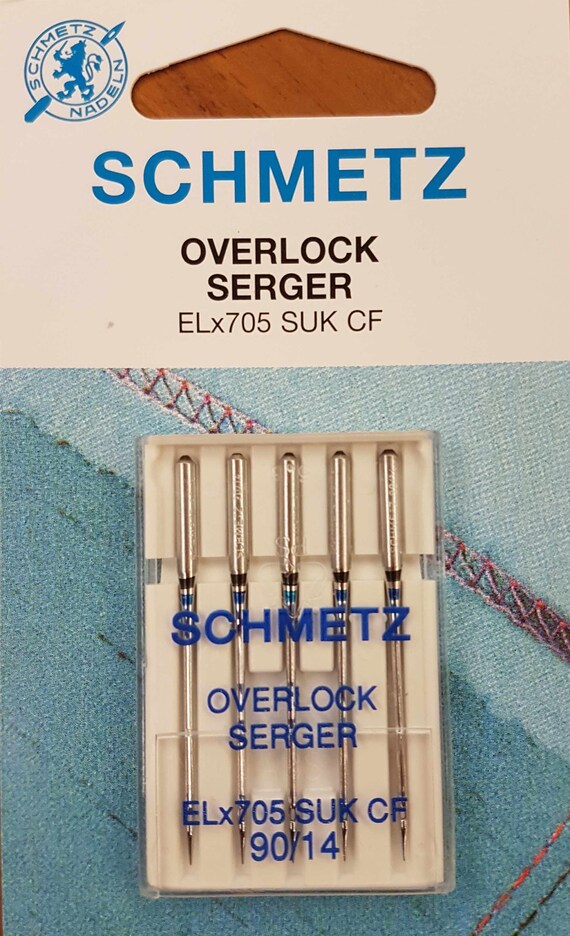 SCHMETZ
NADELN
SCHMETZ
OVERLOCK
SERGER
ELx705 SUK CF
SCHMETZ
OVERLOCK
SERGER
ELx705 SUK CF
90/14